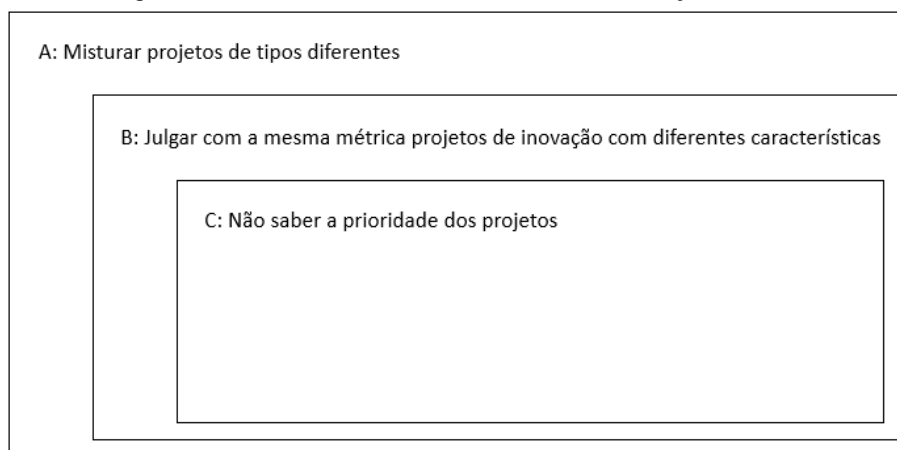 A: Misturar projetos de tipos diferentes
B: Julgar com a mesma métrica projetos de inovação com diferentes características
C: Não saber a prioridade dos projetos